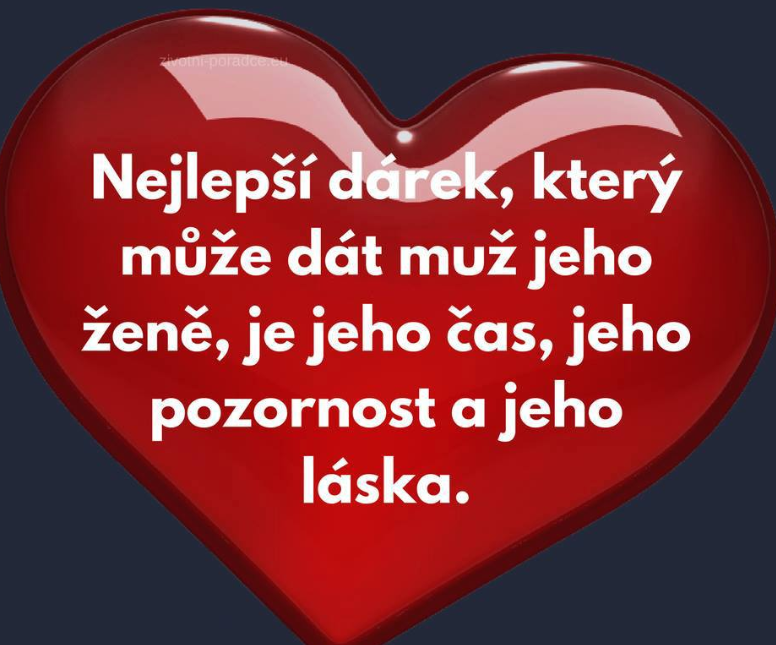 zivotni-poradce.eu
Nejlepší dárek, který
může dát muž jeho
ženě, je jeho čas, jeho
pozornost a jeho
láska.